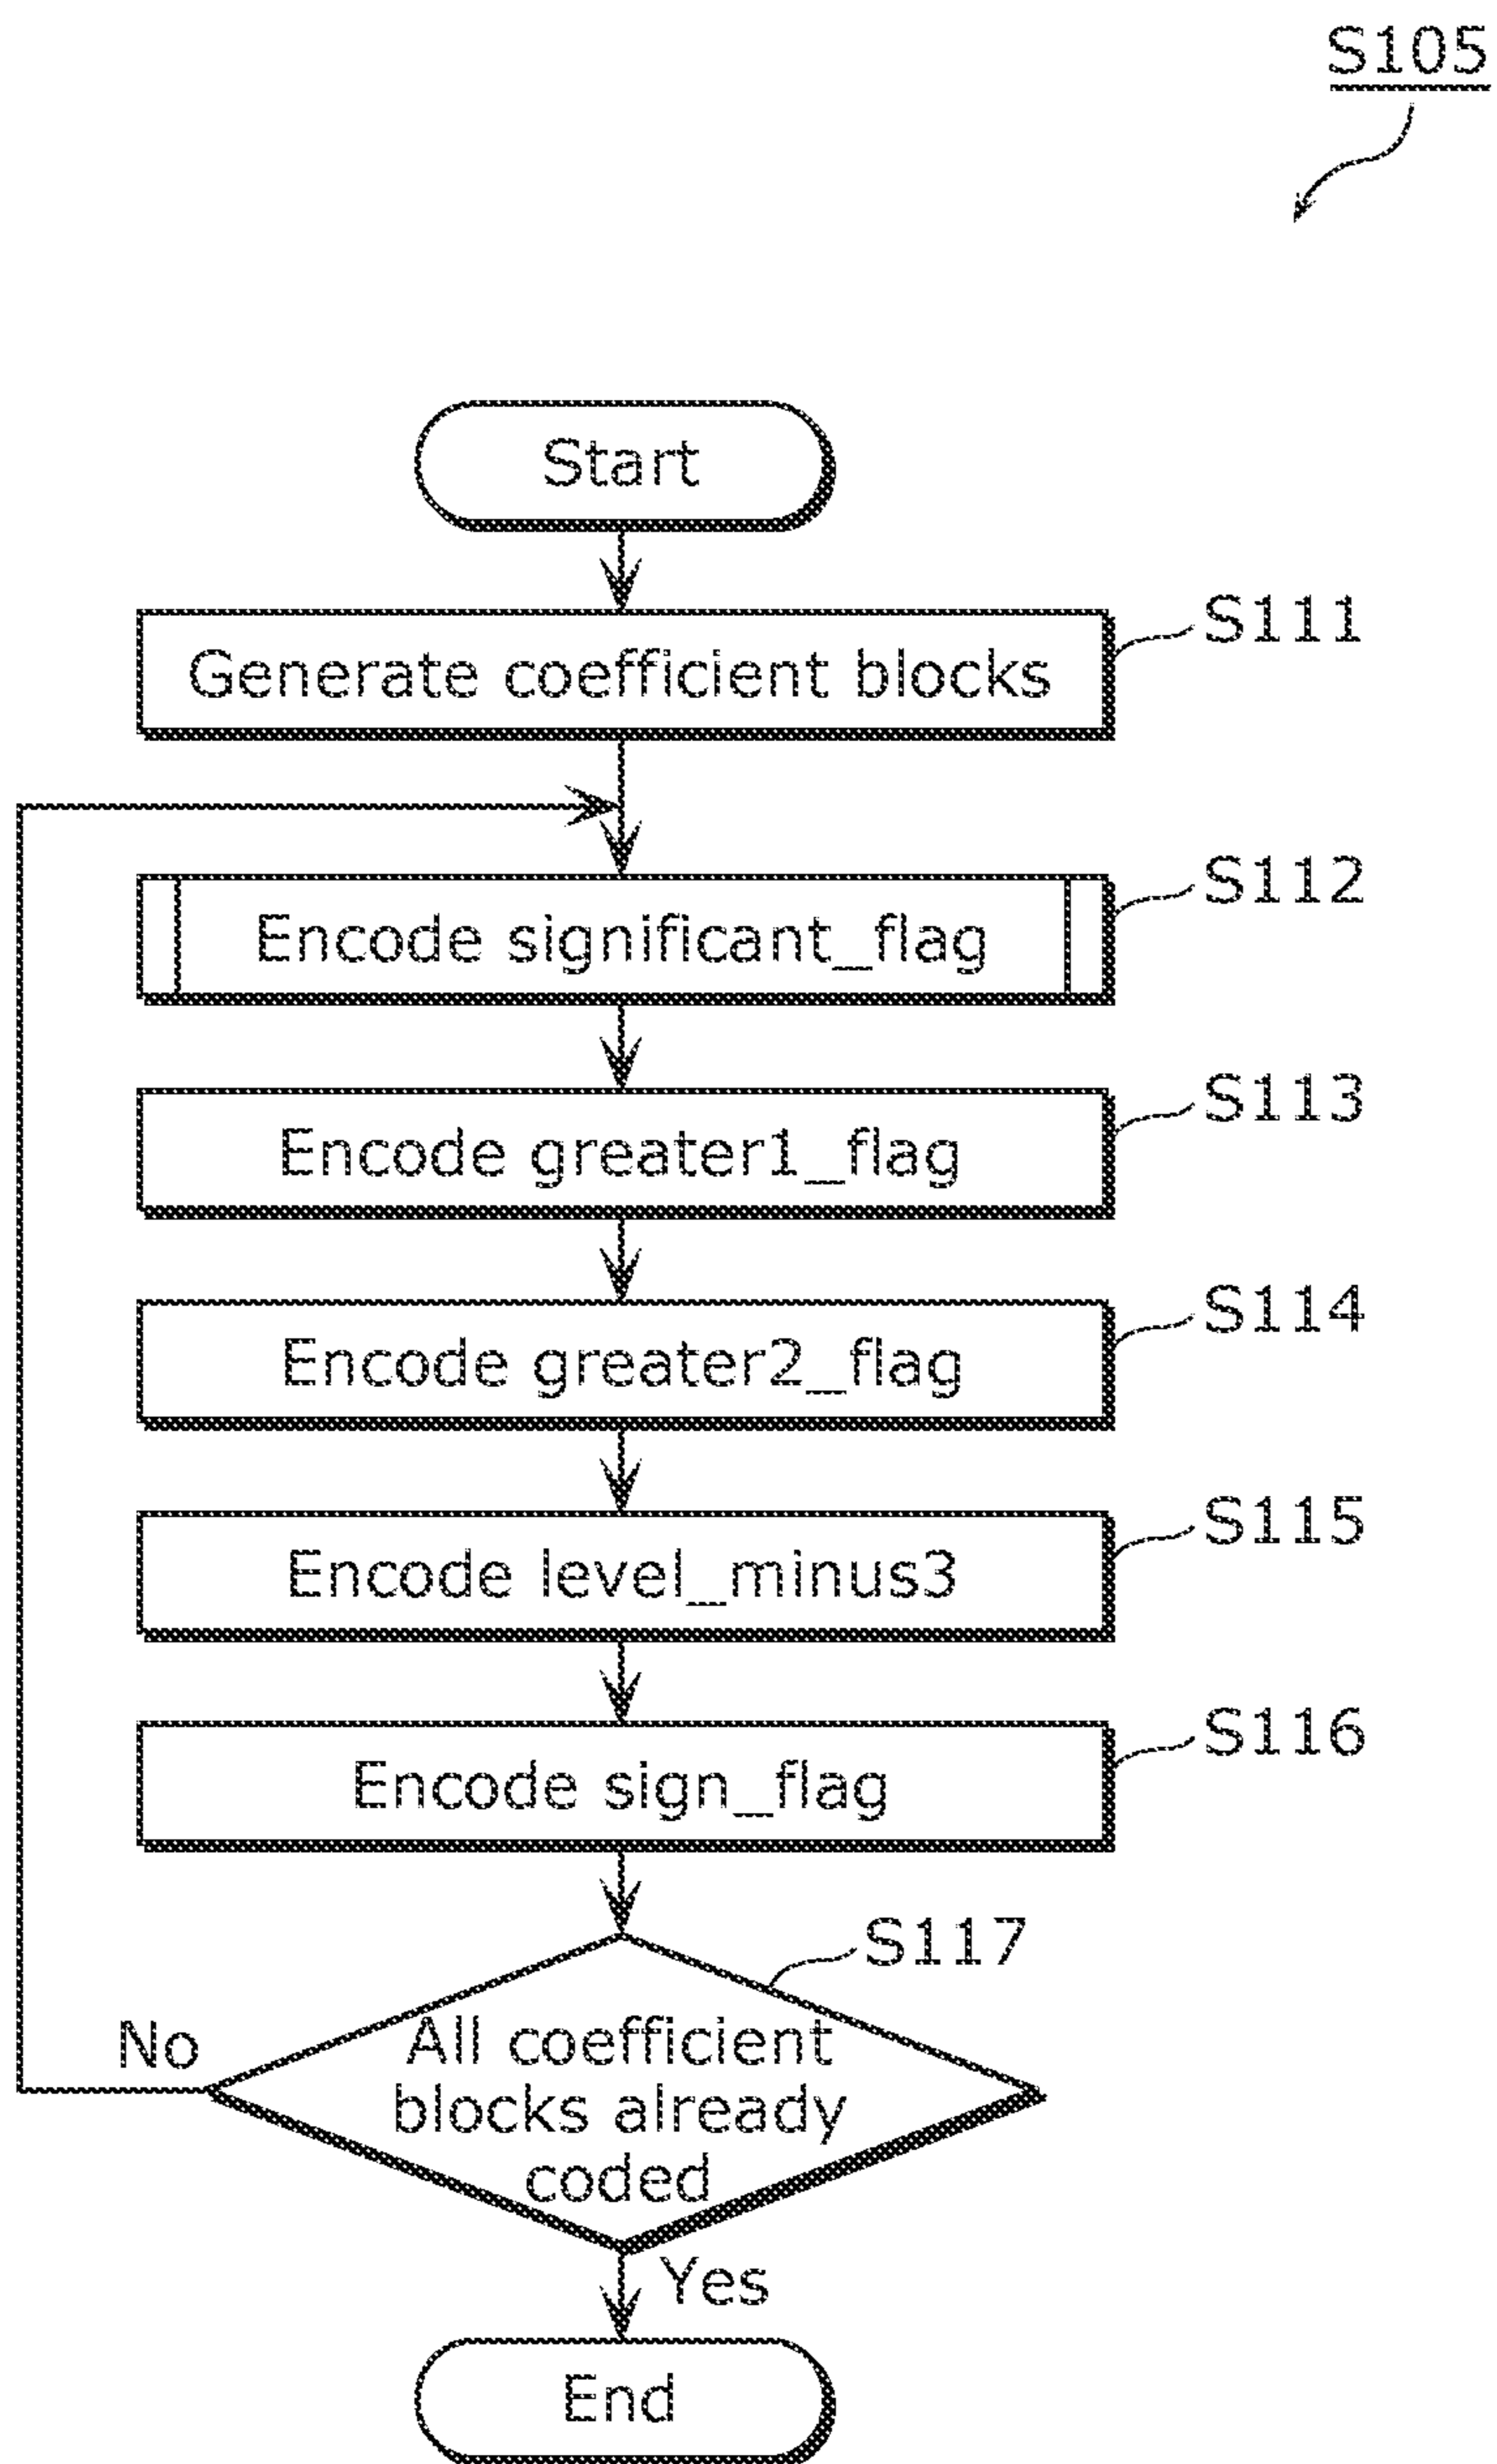 S105
Start
Generate coefficient blocks
S111
Encode significant_flag
S112
Encode greater1_flag
S113
Encode greater2_flag
S114
Encode level_minus3
S115
Encode sign_flag
S116
S117
All coefficient
blocks already
coded
No
Yes
End